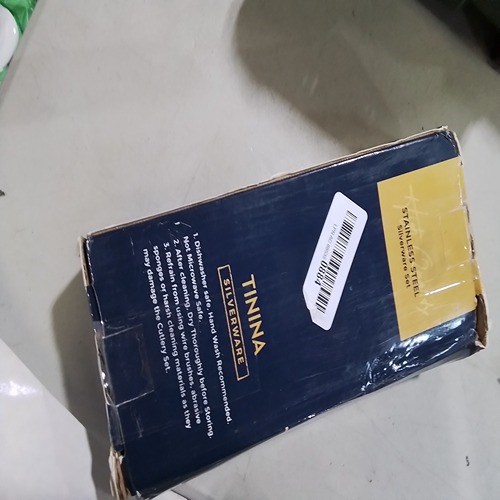 STAINLESS STEEL
Silverware Set
TININA
SILVERWARE
1. Dishwasher safe, Hand Wash Recommended.
Not Microwave Safe.
2. After cleaning, Dry Thoroughly before Storing.
3. Refrain from using wire brushes, abrasive
sponges or harsh cleaning materials as they
may damage the Cutlery Set.